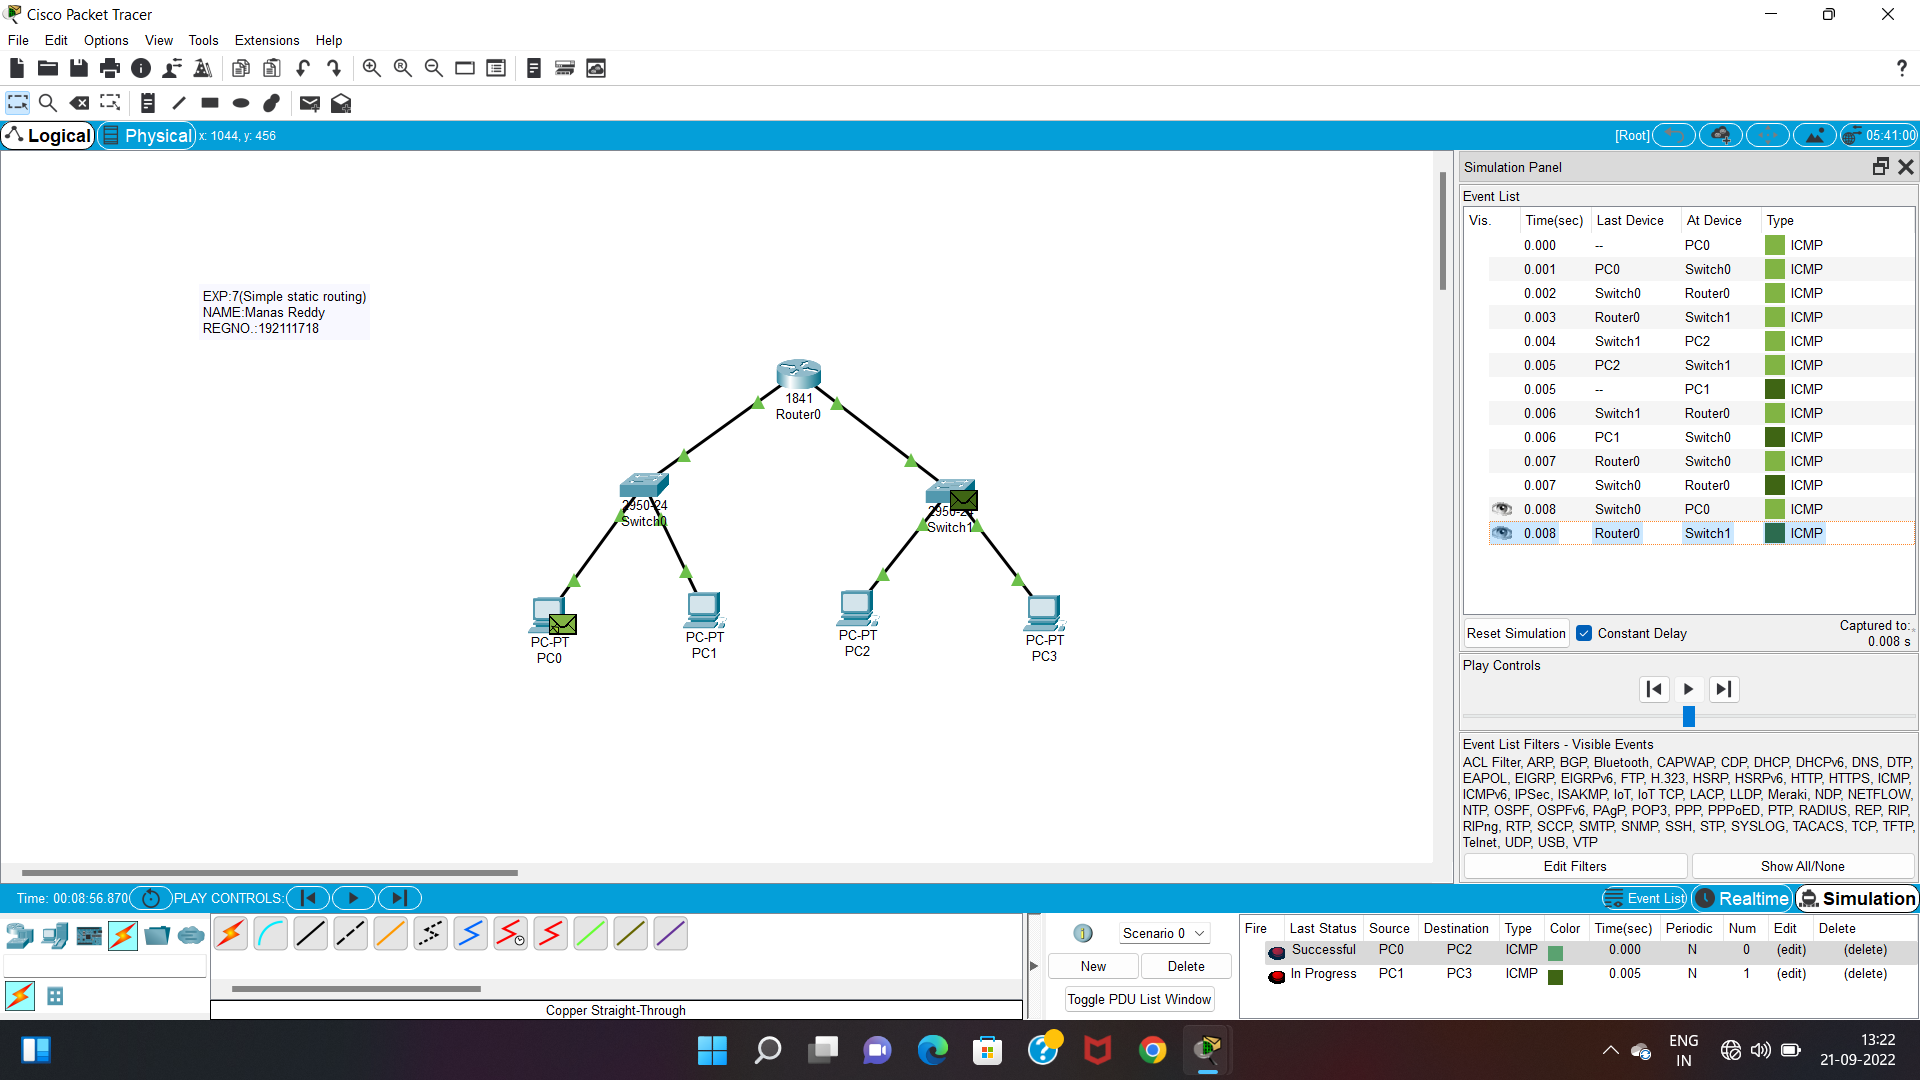 Cisco Packet Tracer
File Edit Options View Tools Extensions Help
Logical Physical x: 1044, y: 456 [Root] 05:41:00
EXP:7(Simple static routing)
NAME:Manas Reddy
REGNO.:192111718
1841
Router0
2950-24
Switch0
2950-24
Switch1
PC-PT
PC0
PC-PT
PC1
PC-PT
PC2
PC-PT
PC3
Simulation Panel
Event List
Vis. Time(sec) Last Device At Device Type
0.000 -- PC0 ICMP
0.001 PC0 Switch0 ICMP
0.002 Switch0 Router0 ICMP
0.003 Router0 Switch1 ICMP
0.004 Switch1 PC2 ICMP
0.005 PC2 Switch1 ICMP
0.005 -- PC1 ICMP
0.006 Switch1 Router0 ICMP
0.006 PC1 Switch0 ICMP
0.007 Router0 Switch0 ICMP
0.007 Switch0 Router0 ICMP
0.008 Switch0 PC0 ICMP
0.008 Router0 Switch1 ICMP
Reset Simulation Constant Delay Captured to:
0.008 s
Play Controls
Event List Filters - Visible Events
ACL Filter, ARP, BGP, Bluetooth, CAPWAP, CDP, DHCP, DHCPv6, DNS, DTP,
EAPOL, EIGRP, EIGRPv6, FTP, H.323, HSRP, HSRPv6, HTTP, HTTPS, ICMP,
ICMPv6, IPSec, ISAKMP, IoT, IoT TCP, LACP, LLDP, Meraki, NDP, NETFLOW,
NTP, OSPF, OSPFv6, PAgP, POP3, PPP, PPPoED, PTP, RADIUS, REP, RIP,
RIPng, RTP, SCCP, SMTP, SNMP, SSH, STP, SYSLOG, TACACS, TCP, TFTP,
Telnet, UDP, USB, VTP
Edit Filters Show All/None
Time: 00:08:56.870 PLAY CONTROLS: Event List Realtime Simulation
Scenario 0
New Delete
Toggle PDU List Window
Fire Last Status Source Destination Type Color Time(sec) Periodic Num Edit Delete
Successful PC0 PC2 ICMP 0.000 N 0 (edit) (delete)
In Progress PC1 PC3 ICMP 0.005 N 1 (edit) (delete)
Copper Straight-Through
ENG
IN
13:22
21-09-2022